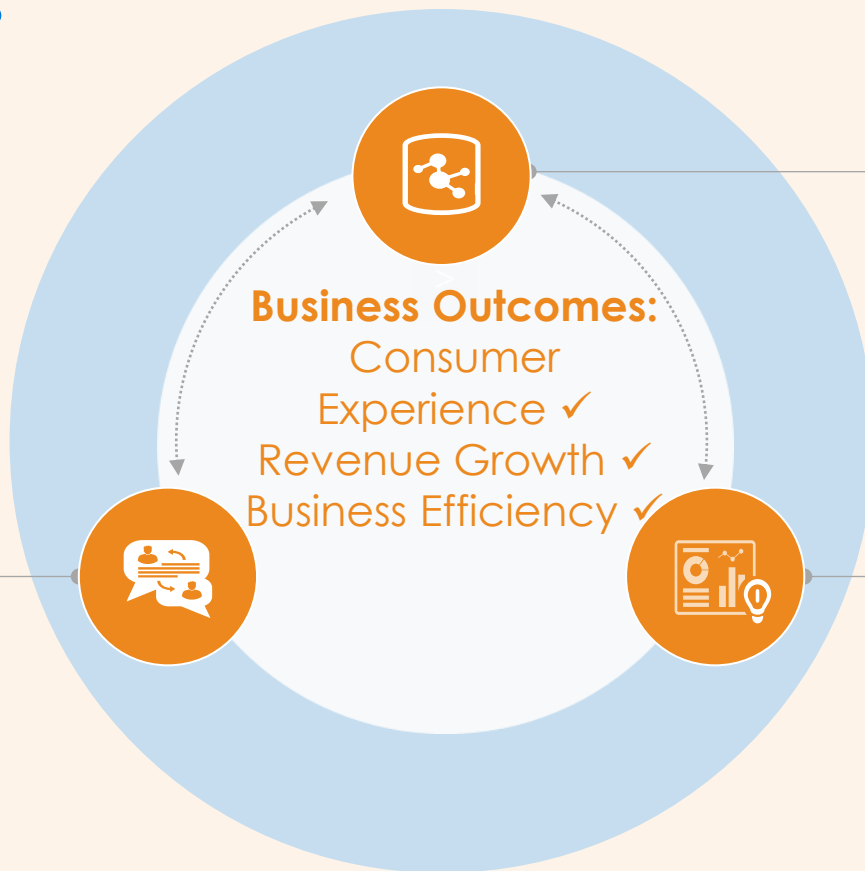 Business Outcomes:
Consumer
Experience ✓
Revenue Growth ✓
Business Efficiency ✓